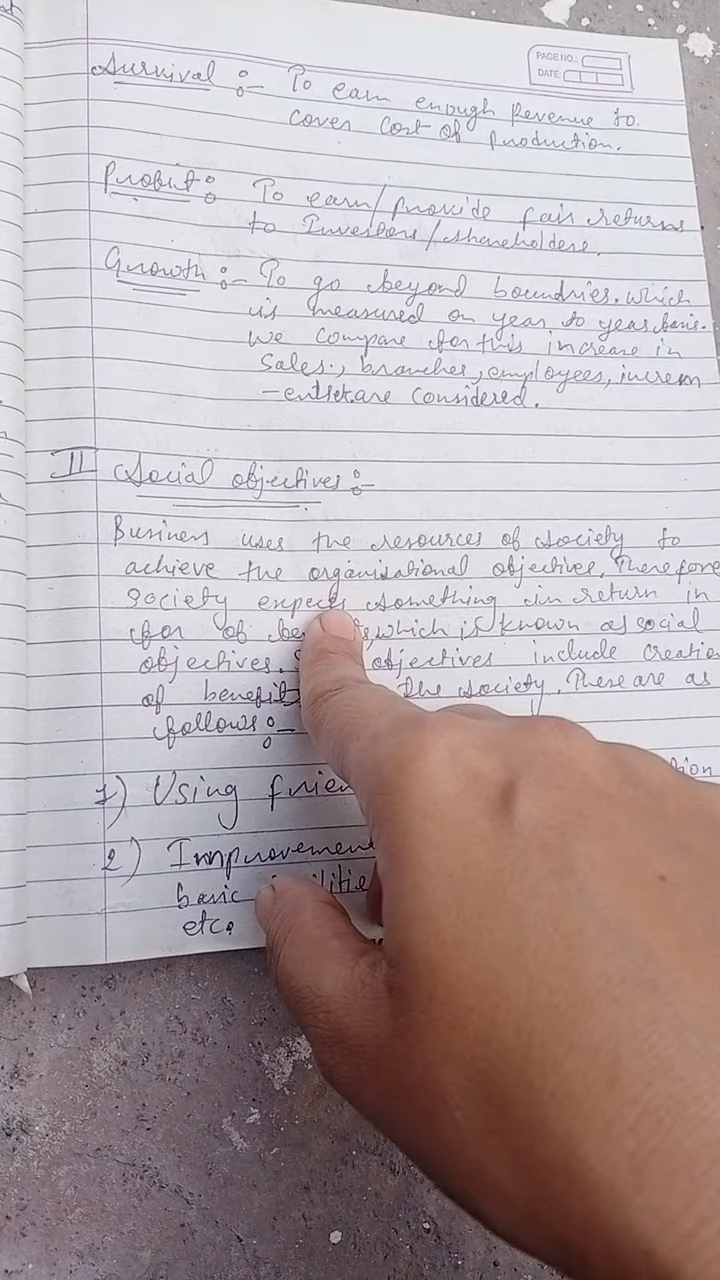 PAGE NO.:
DATE:
Survival :- To earn enough Revenue to
cover cost of production.
Profit : To earn/provide fair returns
to Investors/shareholders.
Growth :- To go beyond boundries. which
is measured on year to year basis.
we compare for this increase in
Sales., branches, employees, increm
-entset.are considered.
II Social objectives :-
Business uses the resources of society to
achieve the organisational objectives, Therefore
society expects something in return in
for of which is known as social
objectives. objectives include creation
of benefit the society. These are as
follows :-
1) Using
2) Improvement
basic
etc.